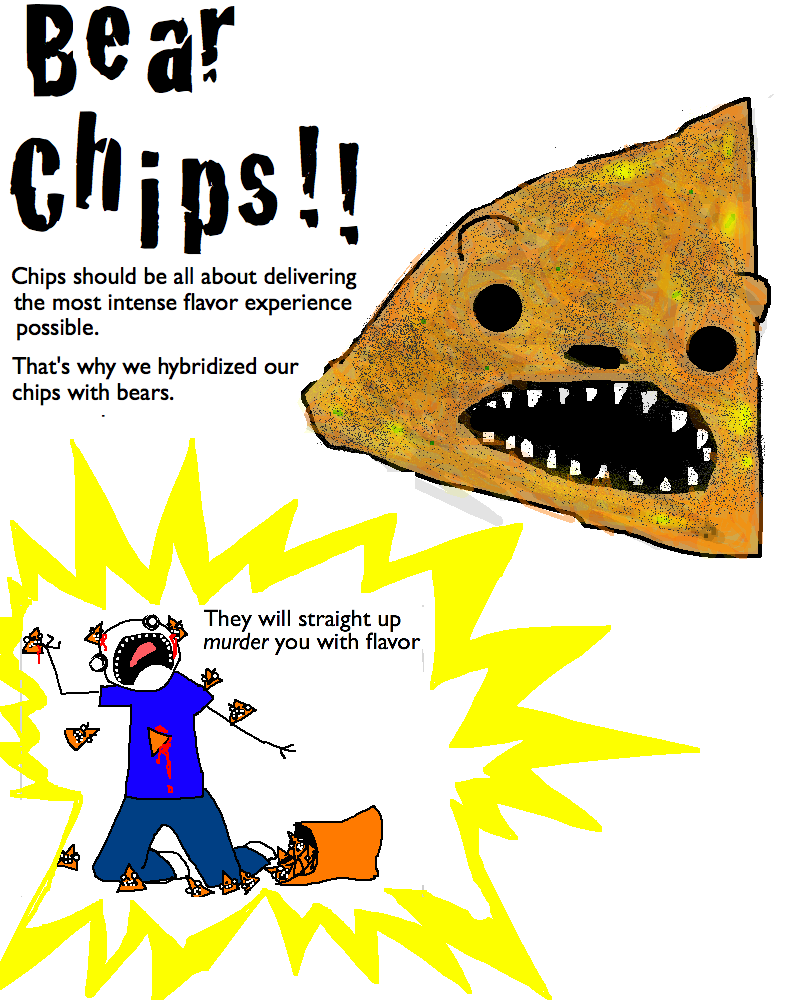 Bear
Chips!!
Chips should be all about delivering
the most intense flavor experience
possible.
That's why we hybridized our
chips with bears.
They will straight up
murder you with flavor